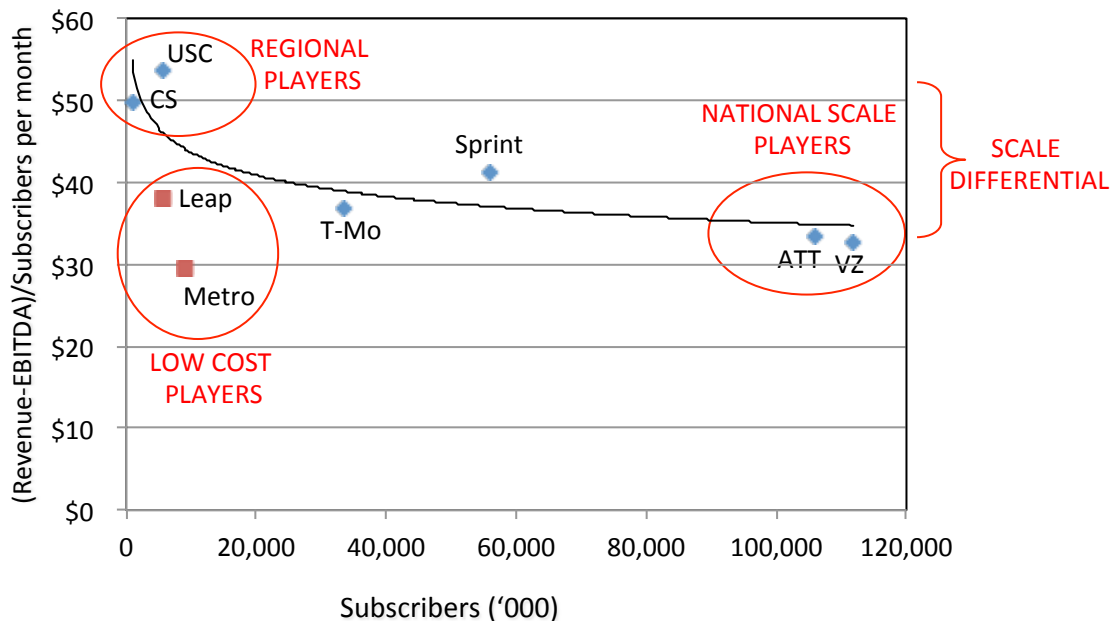 $60
$50
$40
$30
$20
$10
$0
(Revenue-EBITDA)/Subscribers per month
USC
CS
REGIONAL
PLAYERS
Sprint
NATIONAL SCALE
PLAYERS
SCALE
DIFFERENTIAL
Leap
T-Mo
ATT
VZ
Metro
LOW COST
PLAYERS
0
20,000
40,000
60,000
80,000
100,000
120,000
Subscribers (‘000)